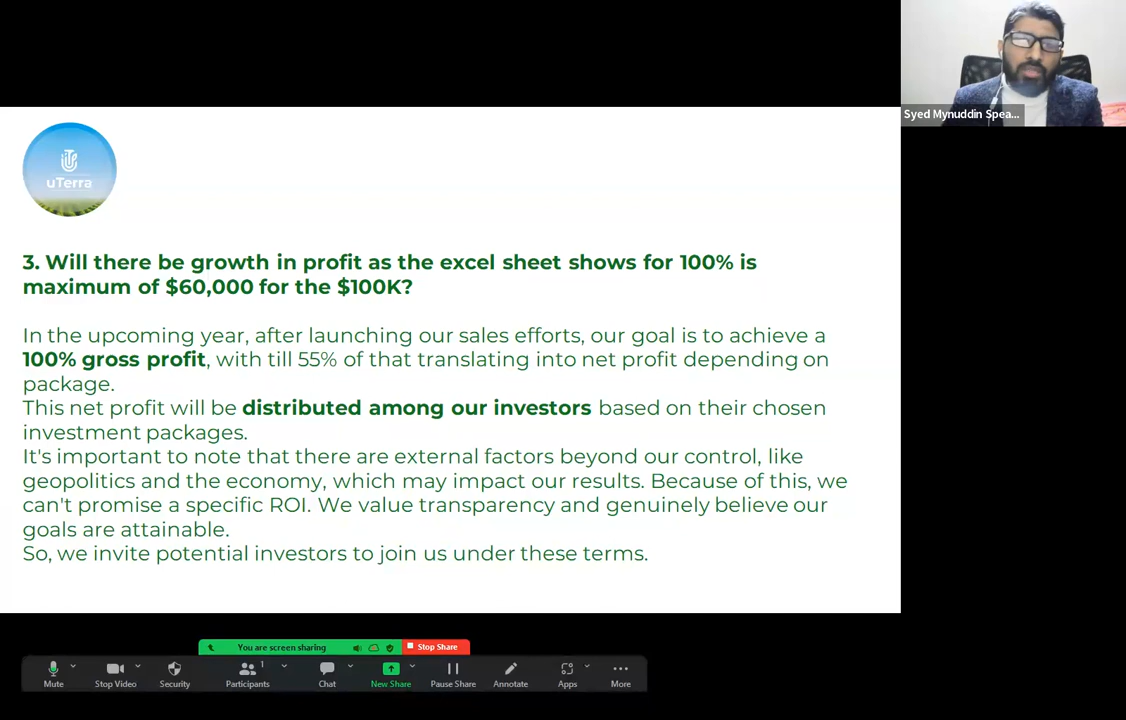 Syed Mynuddin Spea...
uTerra
3. Will there be growth in profit as the excel sheet shows for 100% is
maximum of $60,000 for the $100K?
In the upcoming year, after launching our sales efforts, our goal is to achieve a
100% gross profit, with till 55% of that translating into net profit depending on
package.
This net profit will be distributed among our investors based on their chosen
investment packages.
It's important to note that there are external factors beyond our control, like
geopolitics and the economy, which may impact our results. Because of this, we
can't promise a specific ROI. We value transparency and genuinely believe our
goals are attainable.
So, we invite potential investors to join us under these terms.
You are screen sharing
Stop Share
Mute
Stop Video
Security
Participants
1
Chat
New Share
Pause Share
Annotate
Apps
More